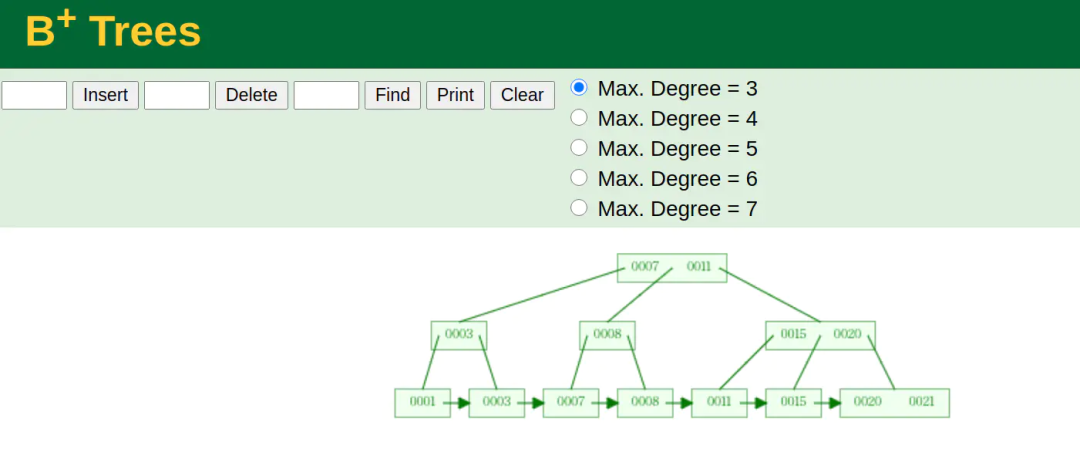 B+ Trees
Insert Delete Find Print Clear
Max. Degree = 3
Max. Degree = 4
Max. Degree = 5
Max. Degree = 6
Max. Degree = 7
0007 0011
0003 0008 0015 0020
0001 0003 0007 0008 0011 0015 0020 0021